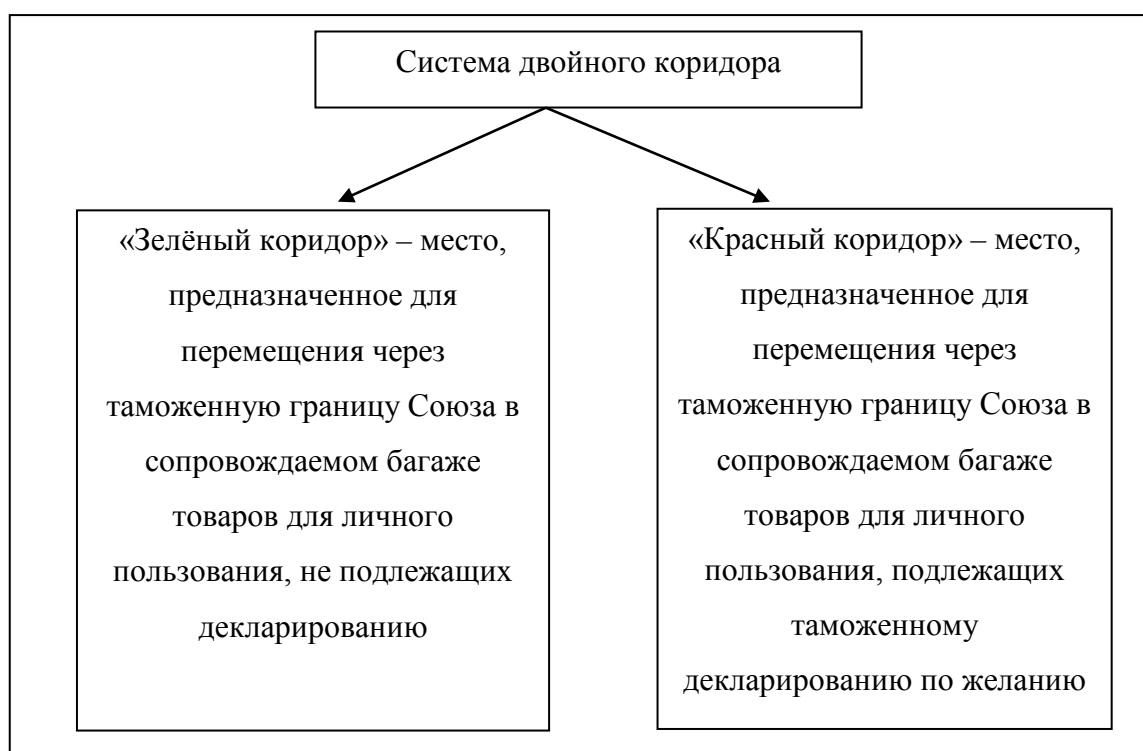 Система двойного коридора
«Зелёный коридор» – место,
предназначенное для
перемещения через
таможенную границу Союза в
сопровождаемом багаже
товаров для личного
пользования, не подлежащих
декларированию
«Красный коридор» – место,
предназначенное для
перемещения через
таможенную границу Союза в
сопровождаемом багаже
товаров для личного
пользования, подлежащих
таможенному
декларированию по желанию